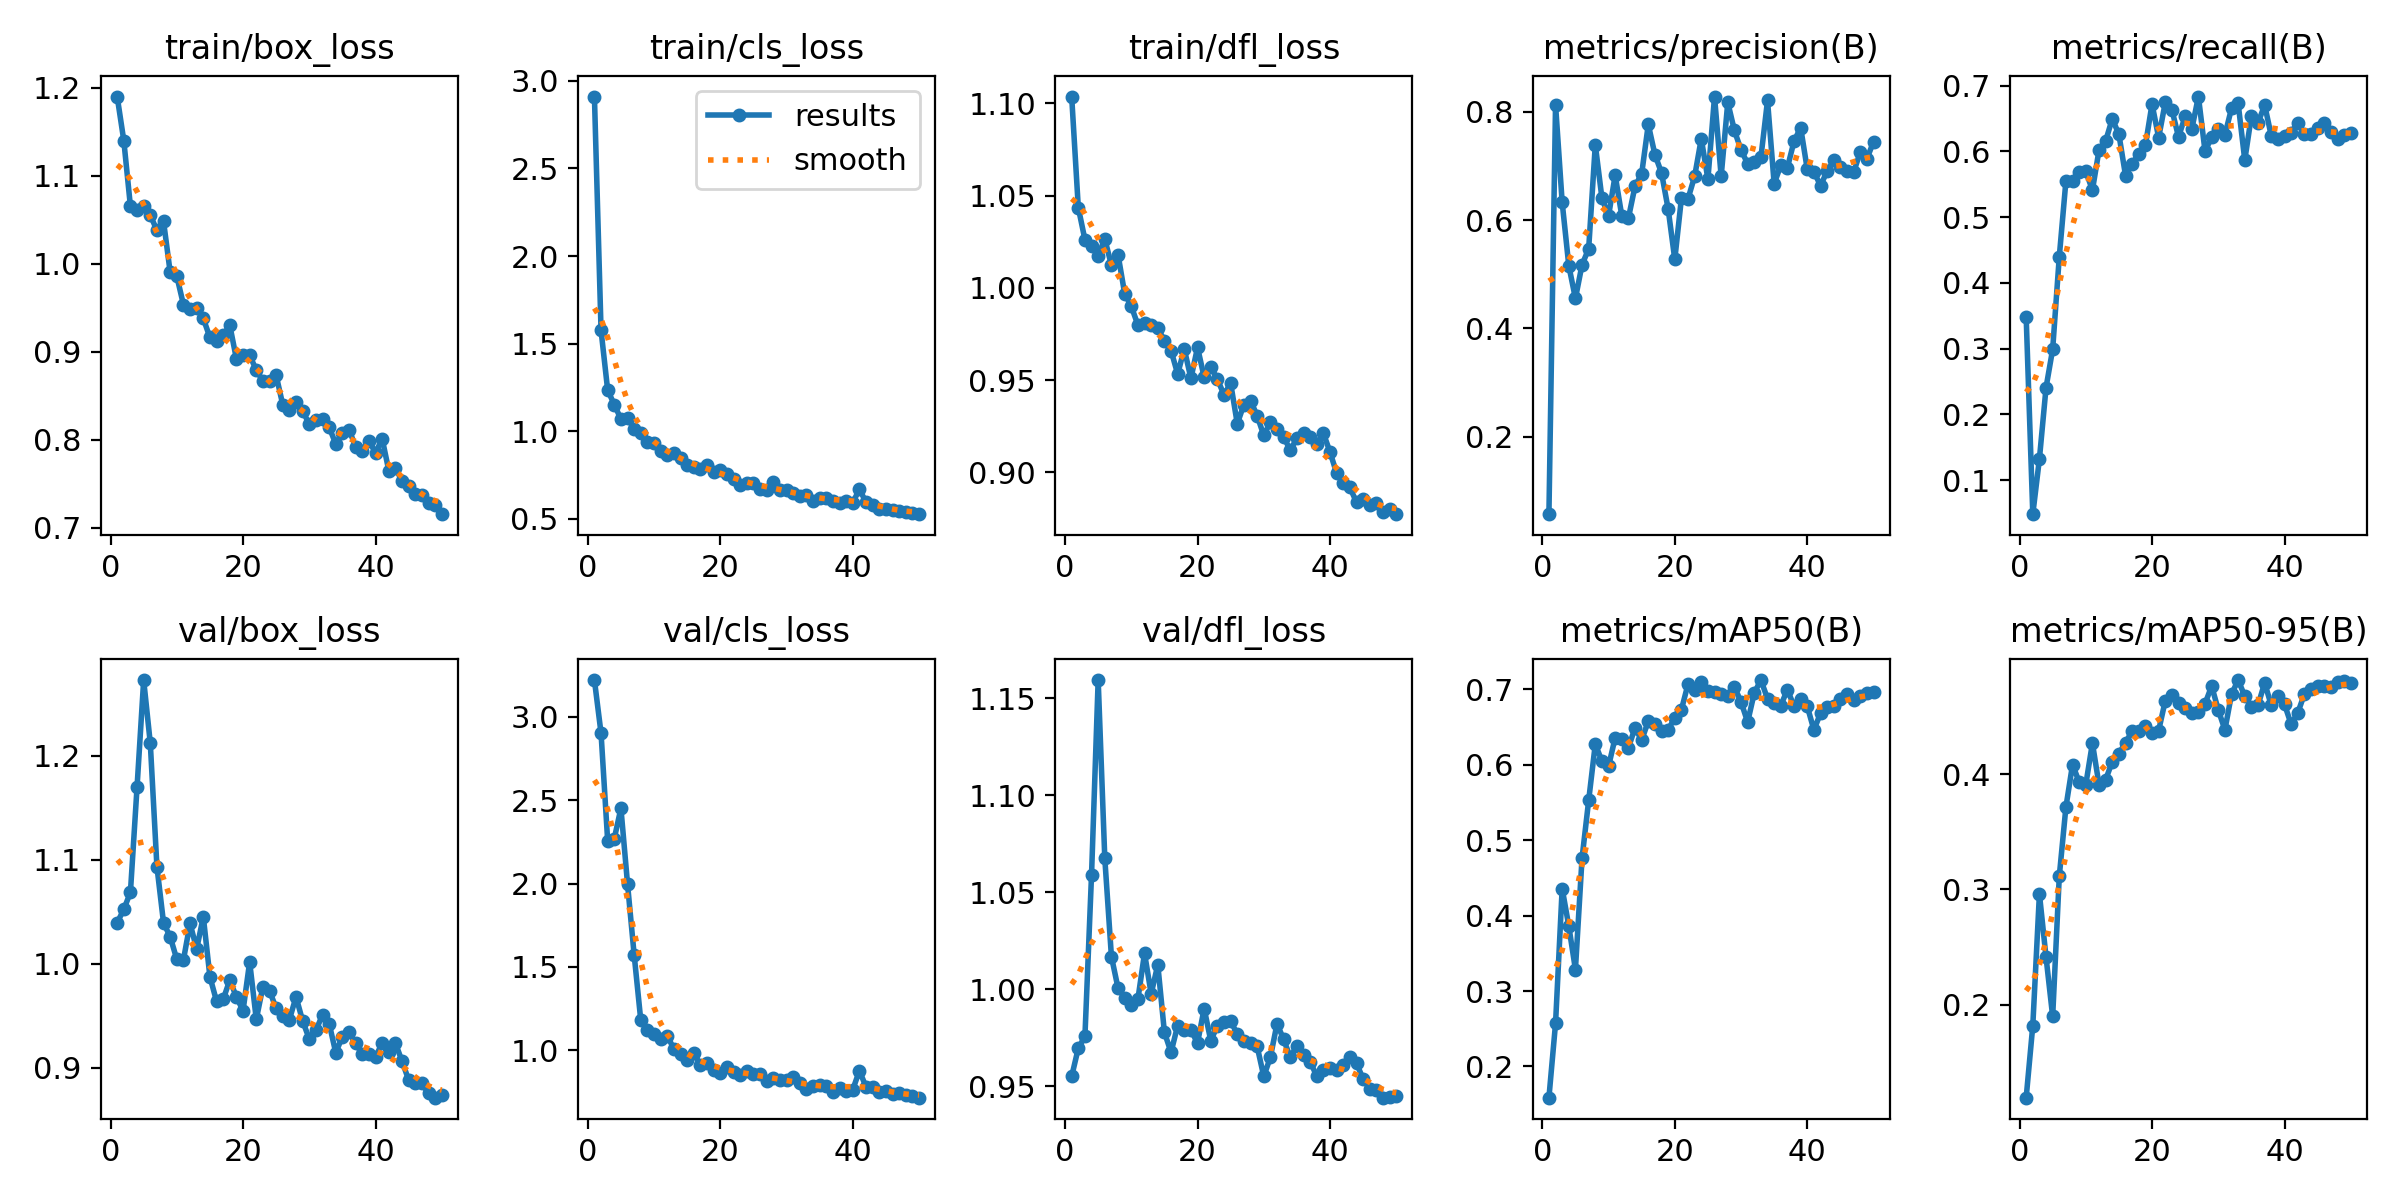 train/box_loss
1.2
1.1
1.0
0.9
0.8
0.7
0 20 40
train/cls_loss
3.0
2.5
2.0
1.5
1.0
0.5
0 20 40
results
smooth
train/dfl_loss
1.10
1.05
1.00
0.95
0.90
0 20 40
metrics/precision(B)
0.8
0.6
0.4
0.2
0 20 40
metrics/recall(B)
0.7
0.6
0.5
0.4
0.3
0.2
0.1
0 20 40
val/box_loss
1.2
1.1
1.0
0.9
0 20 40
val/cls_loss
3.0
2.5
2.0
1.5
1.0
0 20 40
val/dfl_loss
1.15
1.10
1.05
1.00
0.95
0 20 40
metrics/mAP50(B)
0.7
0.6
0.5
0.4
0.3
0.2
0 20 40
metrics/mAP50-95(B)
0.4
0.3
0.2
0 20 40